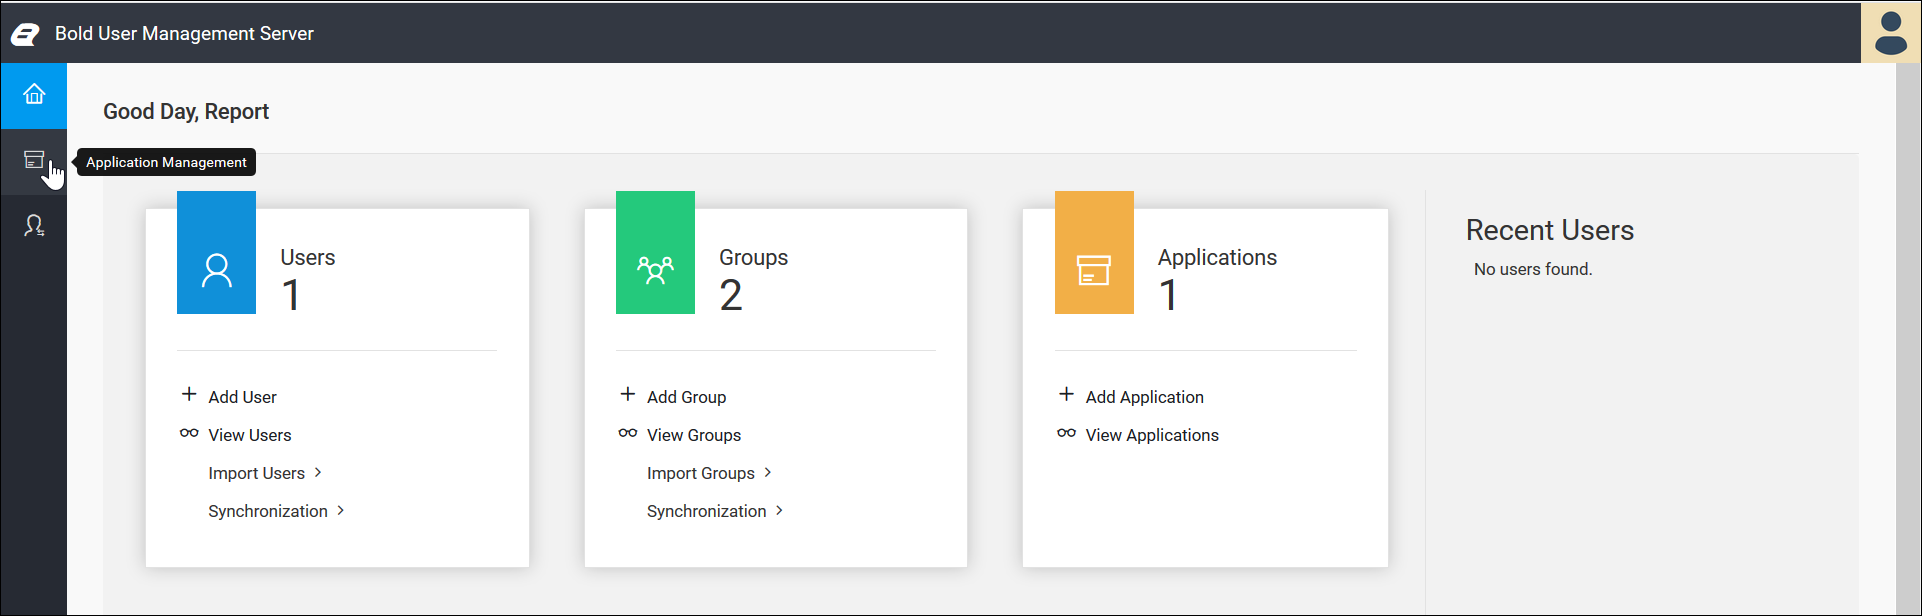 Bold User Management Server
Good Day, Report
Application Management
Users
1
Add User
View Users
Import Users
Synchronization
Groups
2
Add Group
View Groups
Import Groups
Synchronization
Applications
1
Add Application
View Applications
Recent Users
No users found.